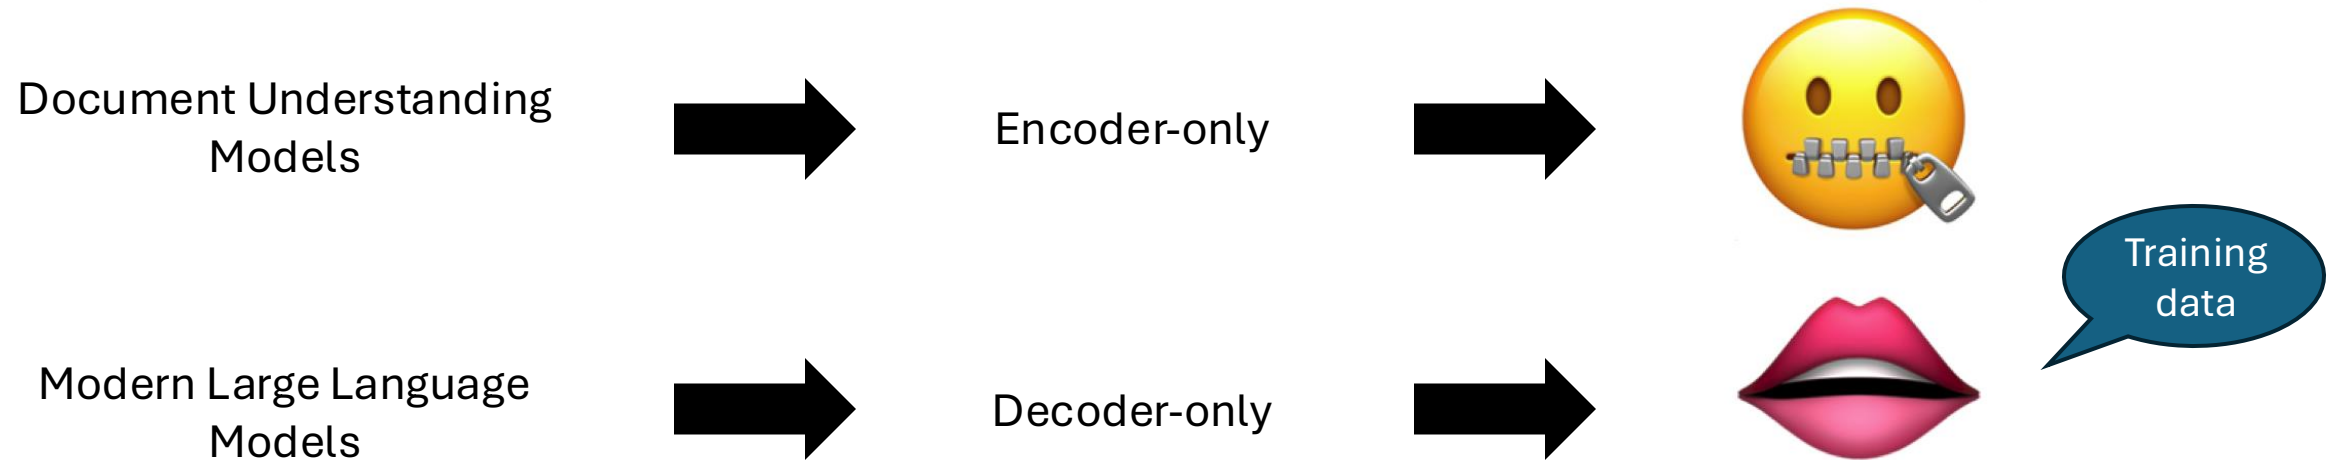 Document Understanding
Models
Encoder-only
Training
data
Modern Large Language
Models
Decoder-only